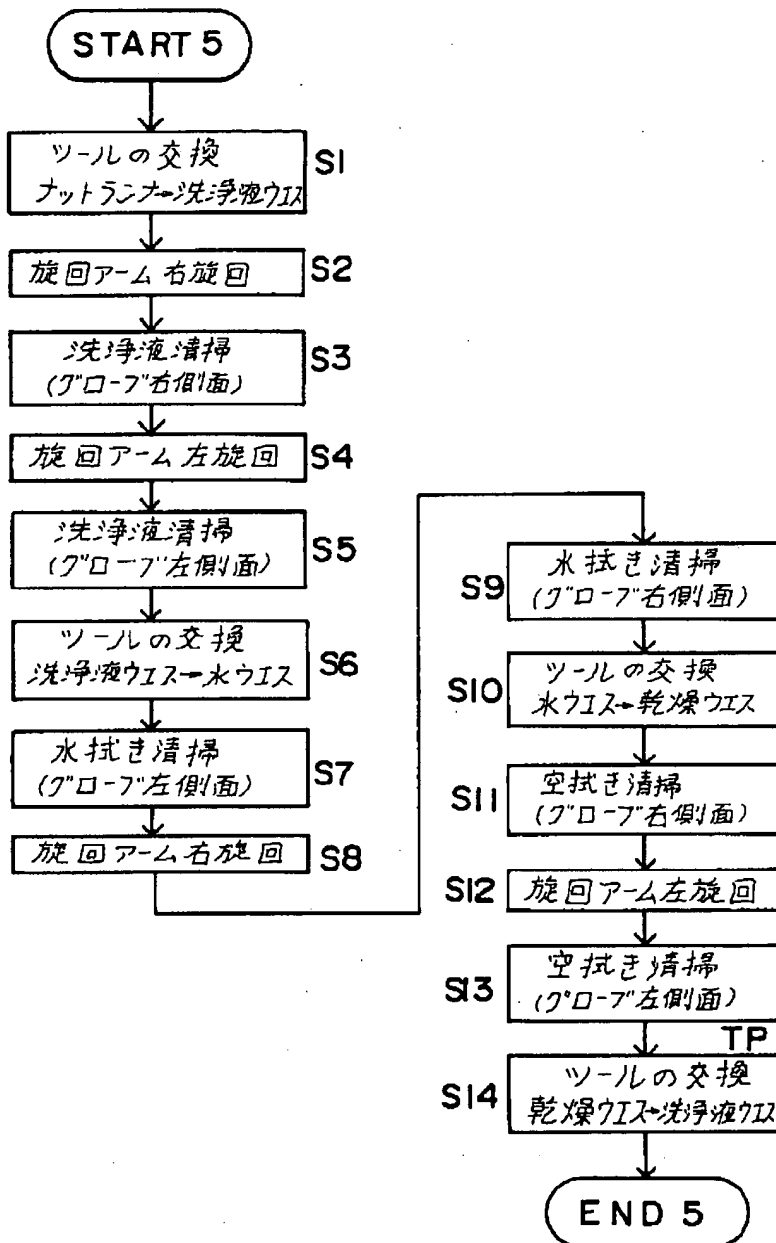 START 5
ツールの交換
ナットランナ→洗浄液ウエス
S1
旋回アーム右旋回
S2
洗浄液清掃
(グローブ右側面)
S3
旋回アーム左旋回
S4
洗浄液清掃
(グローブ左側面)
S5
ツールの交換
洗浄液ウエス→水ウエス
S6
水拭き清掃
(グローブ左側面)
S7
旋回アーム右旋回
S8
S9
水拭き清掃
(グローブ右側面)
S10
ツールの交換
水ウエス→乾燥ウエス
S11
空拭き清掃
(グローブ右側面)
S12
旋回アーム左旋回
S13
空拭き清掃
(グローブ左側面)
TP
S14
ツールの交換
乾燥ウエス→洗浄液ウエス
END 5